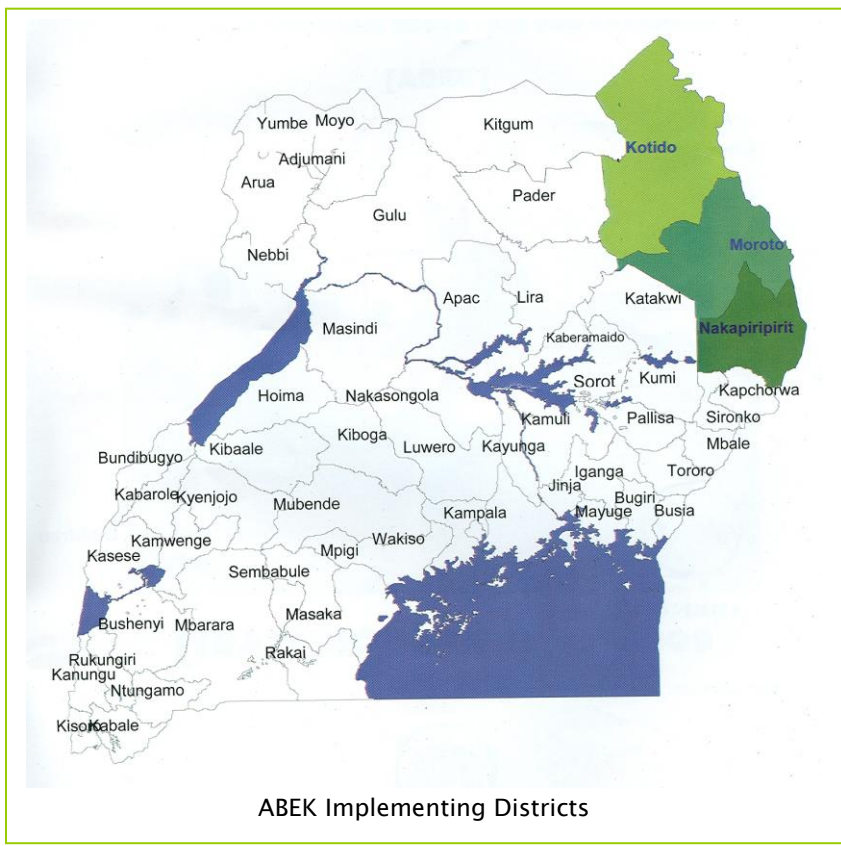 Yumbe Moyo
Kitgum
Adjumani
Kotido
Arua
Pader
Gulu
Moroto
Nebbi
Apac
Lira
Katakwi
Masindi
Nakapiripirit
Kaberamaido
Sorot
Kumi
Kapchorwa
Hoima
Nakasongola
Kamuli
Pallisa
Sironko
Kiboga
Luwero
Kayunga
Mbale
Bundibugyo
Kibaale
Iganga
Tororo
Kabarole
Kyenjojo
Mubende
Jinja
Bugiri
Kampala
Mayuge
Busia
Kasese
Kamwenge
Wakiso
Mpigi
Sembabule
Masaka
Bushenyi
Mbarara
Rakai
Rukungiri
Kanungu
Ntungamo
Kisoro
Kabale
ABEK Implementing Districts